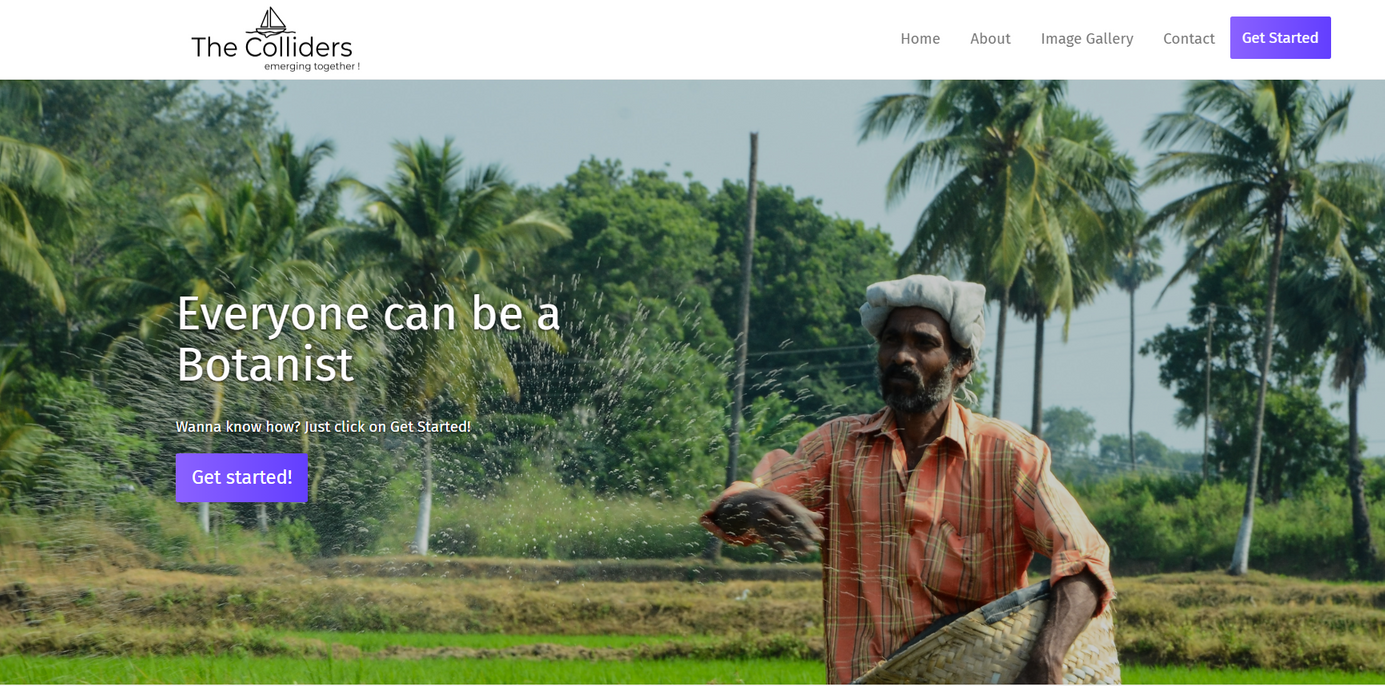 The Colliders
emerging together !
Home
About
Image Gallery
Contact
Get Started
Everyone can be a
Botanist
Wanna know how? Just click on Get Started!
Get started!